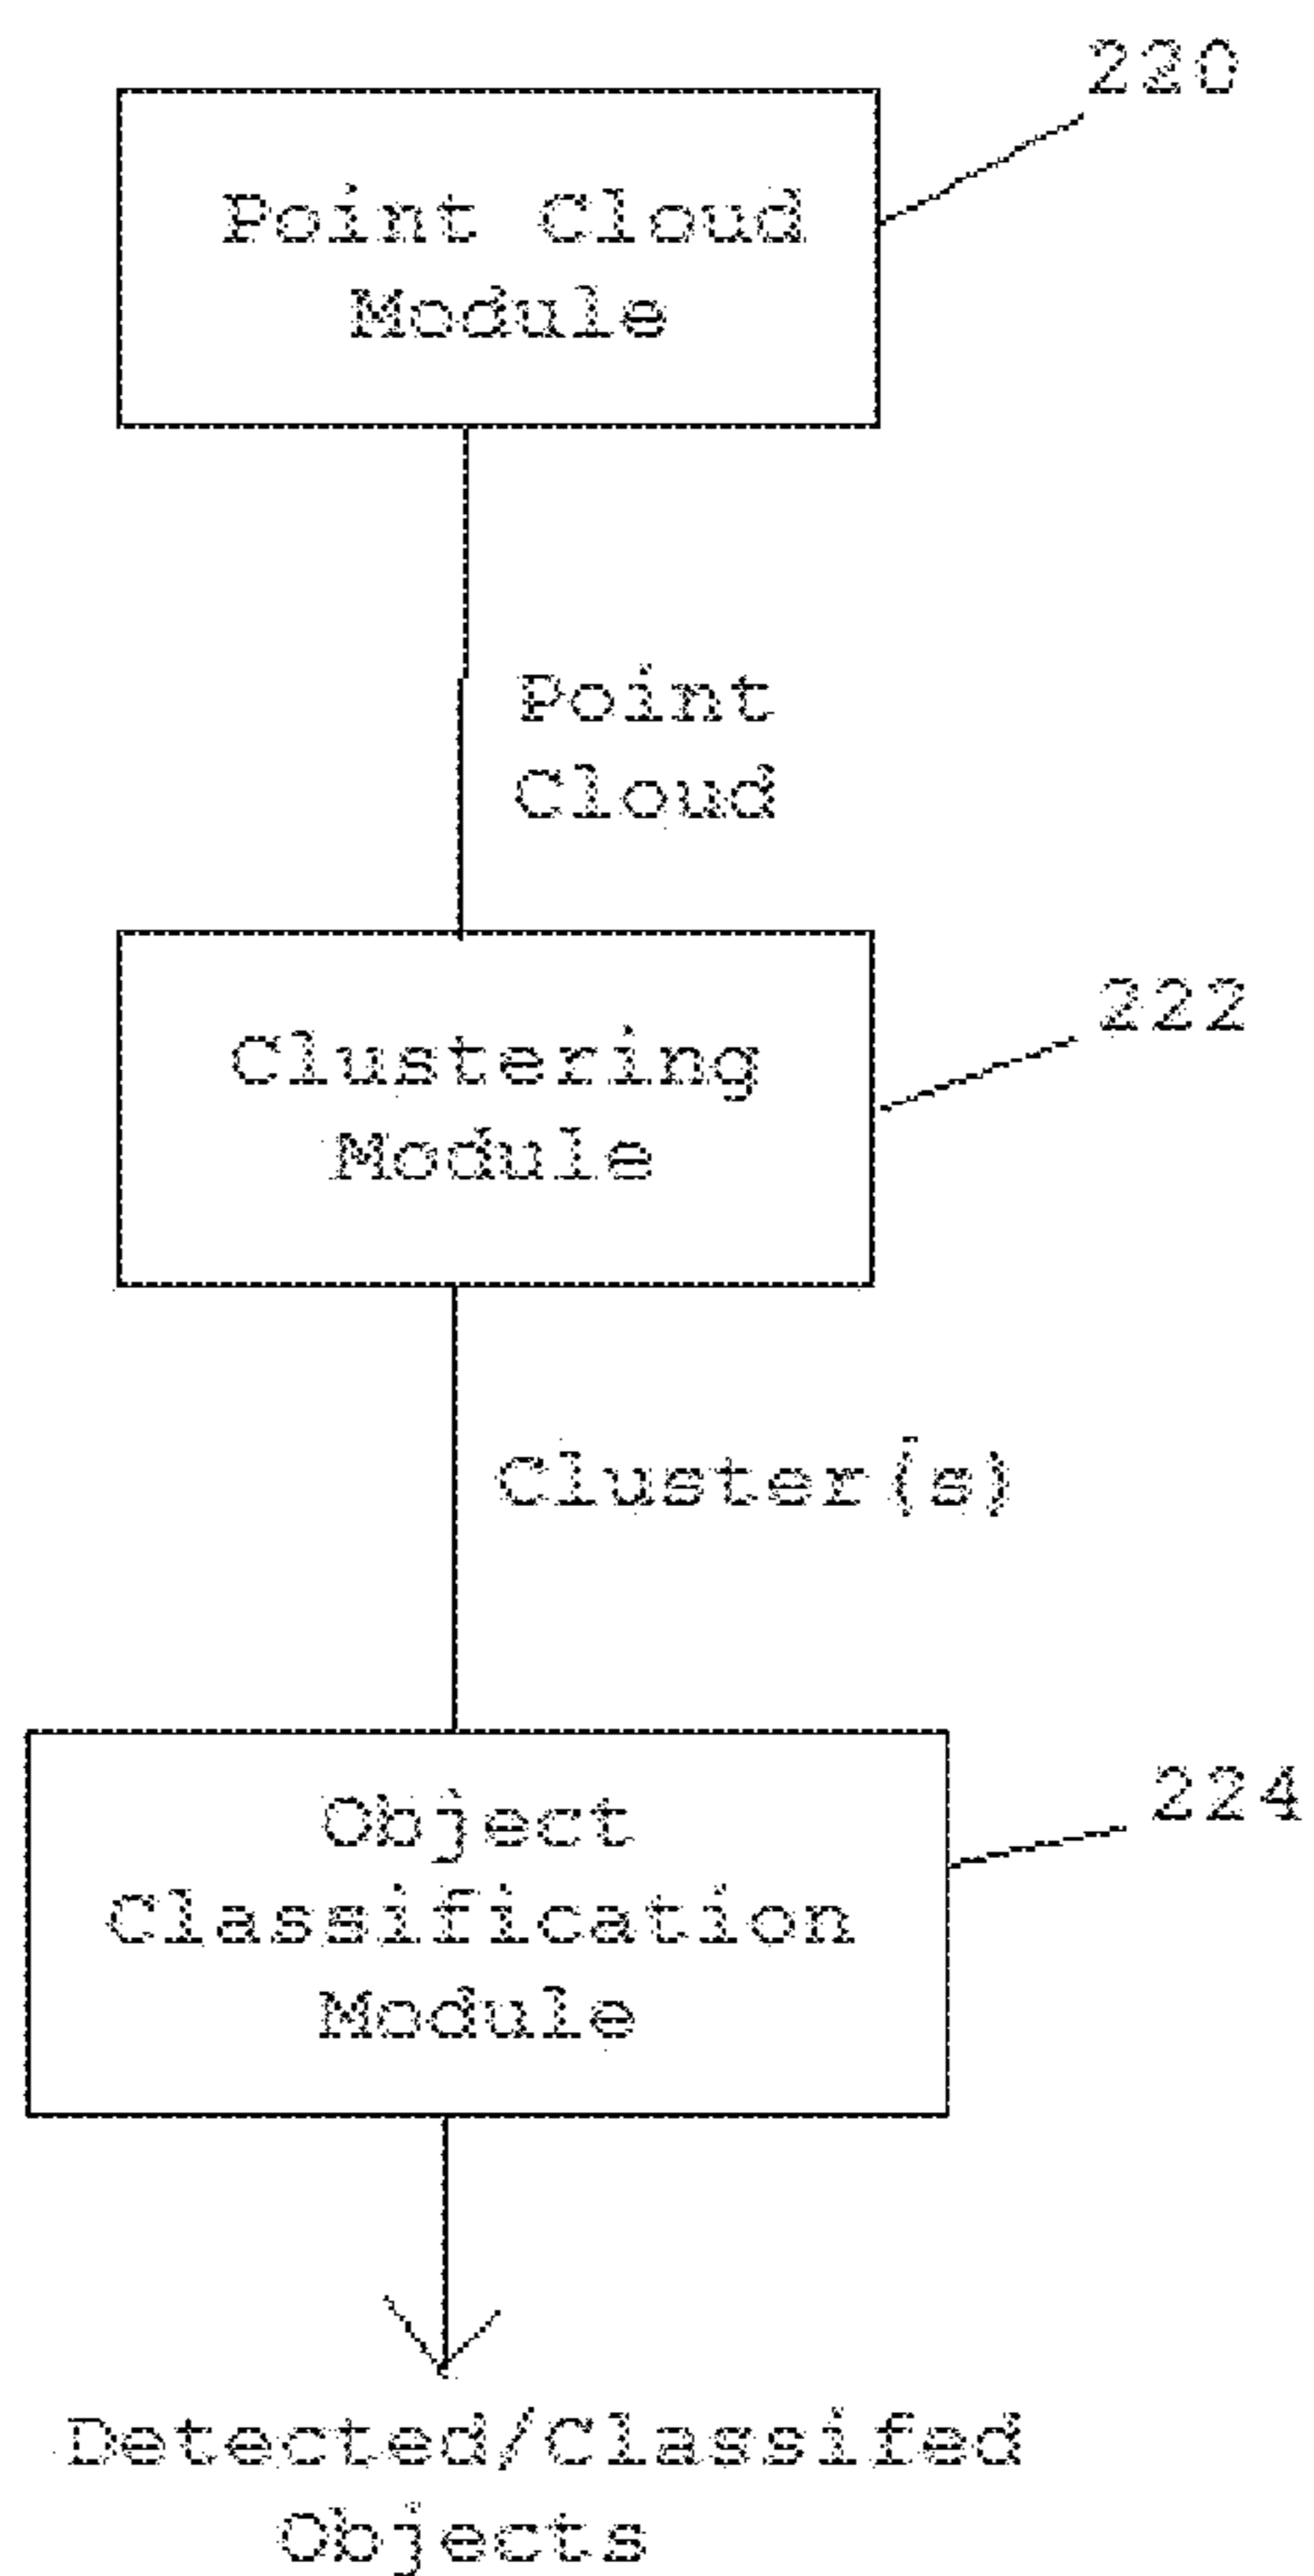 220
Point Cloud
Module
Point
Cloud
222
Clustering
Module
Cluster(s)
224
Object
Classification
Module
Detected/Classifed
Objects